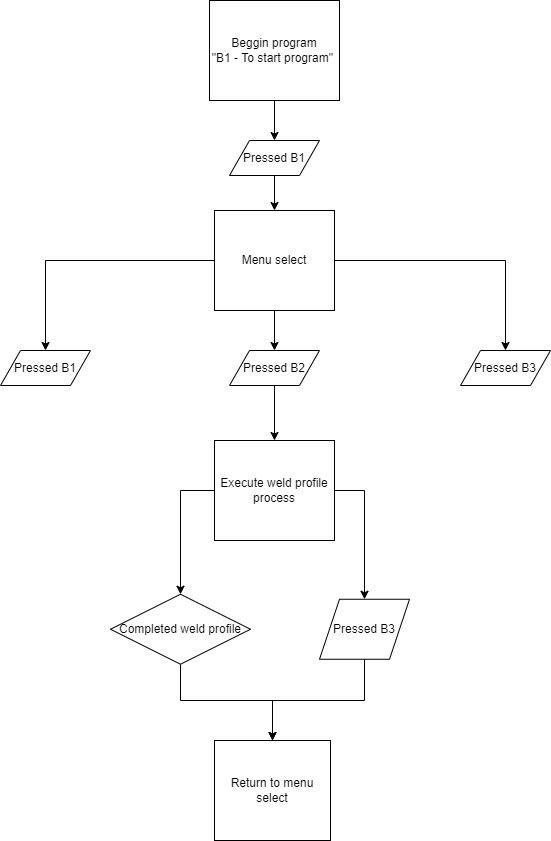 Beggin program
"B1 - To start program"
Pressed B1
Menu select
Pressed B1
Pressed B2
Pressed B3
Execute weld profile
process
Completed weld profile
Pressed B3
Return to menu
select